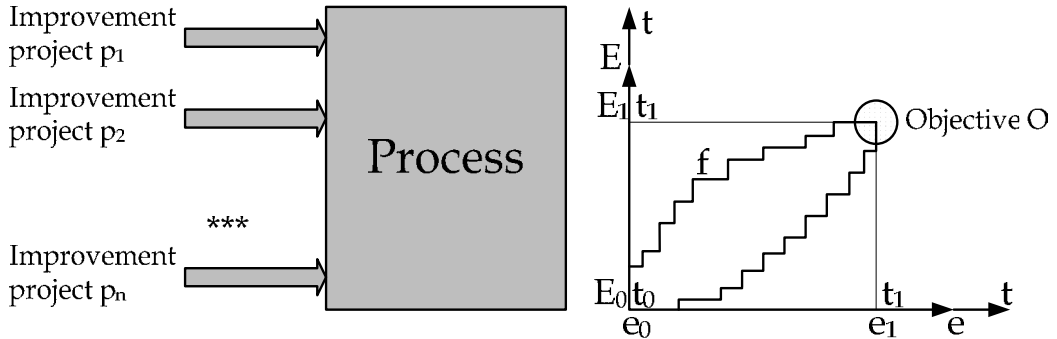 Improvement
project p1
Improvement
project p2
***
Improvement
project pn
Process
t
E
E1 t1
Objective O
f
E0 t0
t1
t
e0
e1
e